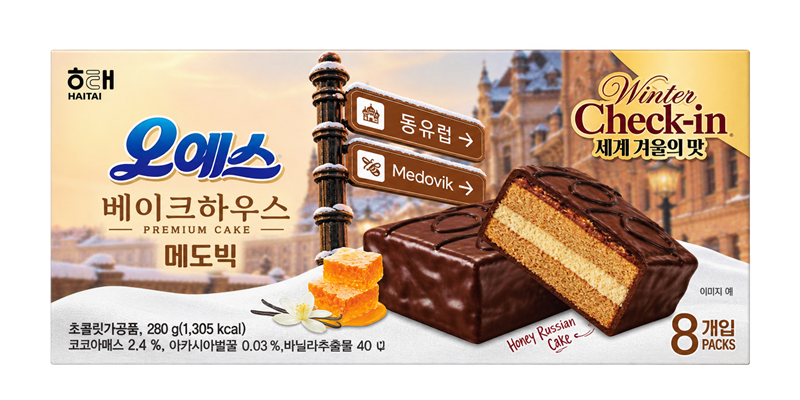 해태
HAITAI
오예스
베이크하우스
PREMIUM CAKE
메도빅
동유럽 →
Medovik →
Winter
Check-in
세계 겨울의 맛
이미지 예
Honey Russian
Cake
초콜릿가공품, 280 g(1,305 kcal)
코코아매스 2.4 %, 아카시아벌꿀 0.03 %,바닐라추출물 40
8개입
PACKS